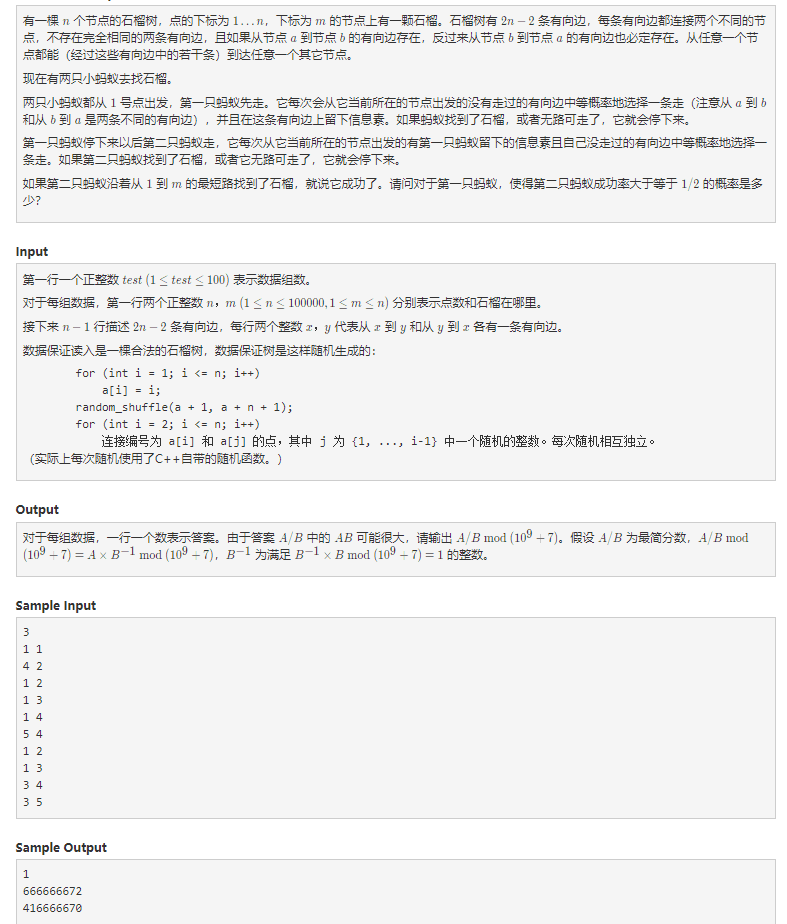 有一棵 n 个节点的石榴树，点的下标为 1…n，下标为 m 的节点上有一颗石榴。石榴树有 2n − 2 条有向边，每条有向边都连接两个不同的节
点，不存在完全相同的两条有向边，且如果从节点 a 到节点 b 的有向边存在，反过来从节点 b 到节点 a 的有向边也必定存在。从任意一个节
点都能（经过这些有向边中的若干条）到达任意一个其它节点。
现在有两只小蚂蚁去找石榴。
两只小蚂蚁都从 1 号点出发，第一只蚂蚁先走。它每次会从它当前所在的节点出发的没有走过的有向边中等概率地选择一条走（注意从 a 到 b
和从 b 到 a 是两条不同的有向边），并且在这条有向边上留下信息素。如果蚂蚁找到了石榴，或者无路可走了，它就会停下来。
第一只蚂蚁停下来以后第二只蚂蚁走，它每次从它当前所在的节点出发的有第一只蚂蚁留下的信息素且自己没走过的有向边中等概率地选择一
条走。如果第二只蚂蚁找到了石榴，或者它无路可走了，它就会停下来。
如果第二只蚂蚁沿着从 1 到 m 的最短路找到了石榴，就说它成功了。请问对于第一只蚂蚁，使得第二只蚂蚁成功率大于等于 1/2 的概率是多
少？
Input
第一行一个正整数 test (1 ≤ test ≤ 100) 表示数据组数。
对于每组数据，第一行两个正整数 n，m (1 ≤ n ≤ 100000, 1 ≤ m ≤ n) 分别表示点数和石榴在哪里。
接下来 n − 1 行描述 2n − 2 条有向边，每行两个整数 x，y 代表从 x 到 y 和从 y 到 x 各有一条有向边。
数据保证读入是一棵合法的石榴树，数据保证树是这样随机生成的：
for (int i = 1; i <= n; i++)
a[i] = i;
random_shuffle(a + 1, a + n + 1);
for (int i = 2; i <= n; i++)
连接编号为 a[i] 和 a[j] 的点，其中 j 为 {1, ..., i-1} 中一个随机的整数。每次随机相互独立。
（实际上每次随机使用了C++自带的随机函数。）
Output
对于每组数据，一行一个数表示答案。由于答案 A/B 中的 AB 可能很大，请输出 A/B mod (10^9 + 7)。假设 A/B 为最简分数，A/B mod
(10^9 + 7) = A × B^−1 mod (10^9 + 7)，B^−1 为满足 B^−1 × B mod (10^9 + 7) = 1 的整数。
Sample Input
3
1 1
4 2
1 2
1 3
1 4
5 4
1 2
1 3
3 4
3 5
Sample Output
1
666666672
416666670